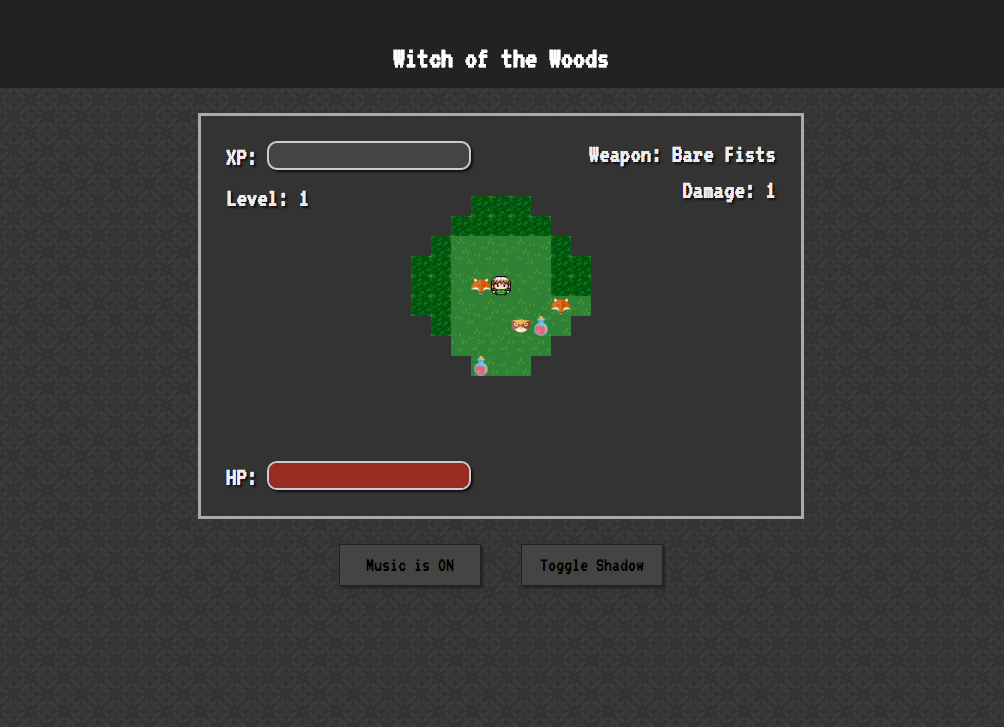 Witch of the Woods
XP:
Weapon: Bare Fists
Level: 1
Damage: 1
HP:
Music is ON
Toggle Shadow